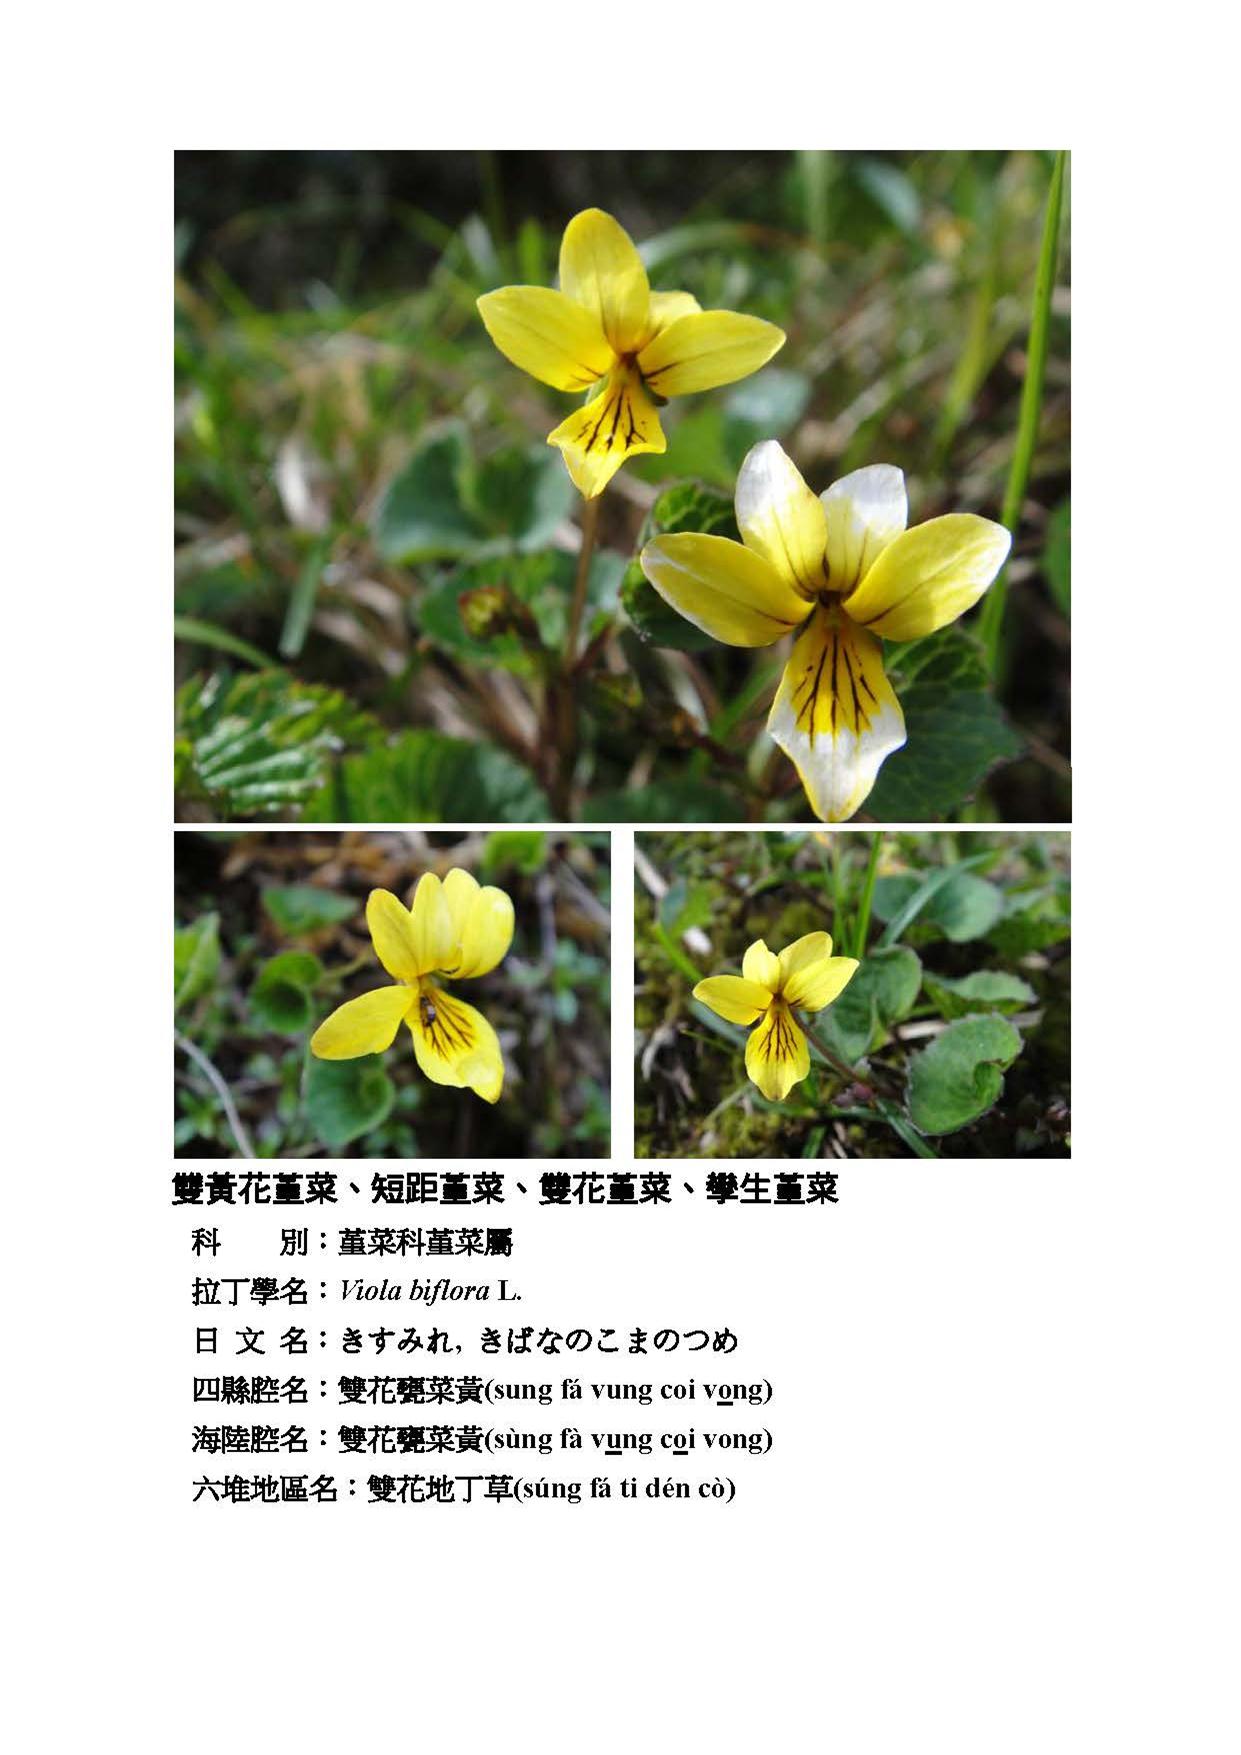 雙黃花菫菜、短距菫菜、雙花菫菜、孿生菫菜
科　　別：菫菜科菫菜屬
拉丁學名：Viola biflora L.
日 文 名：きすみれ, きばなのこまのつめ
四縣腔名：雙花甕菜黃(sung fá vung coi vong)
海陸腔名：雙花甕菜黃(sùng fà vung coi vong)
六堆地區名：雙花地丁草(súng fá ti dén cò)